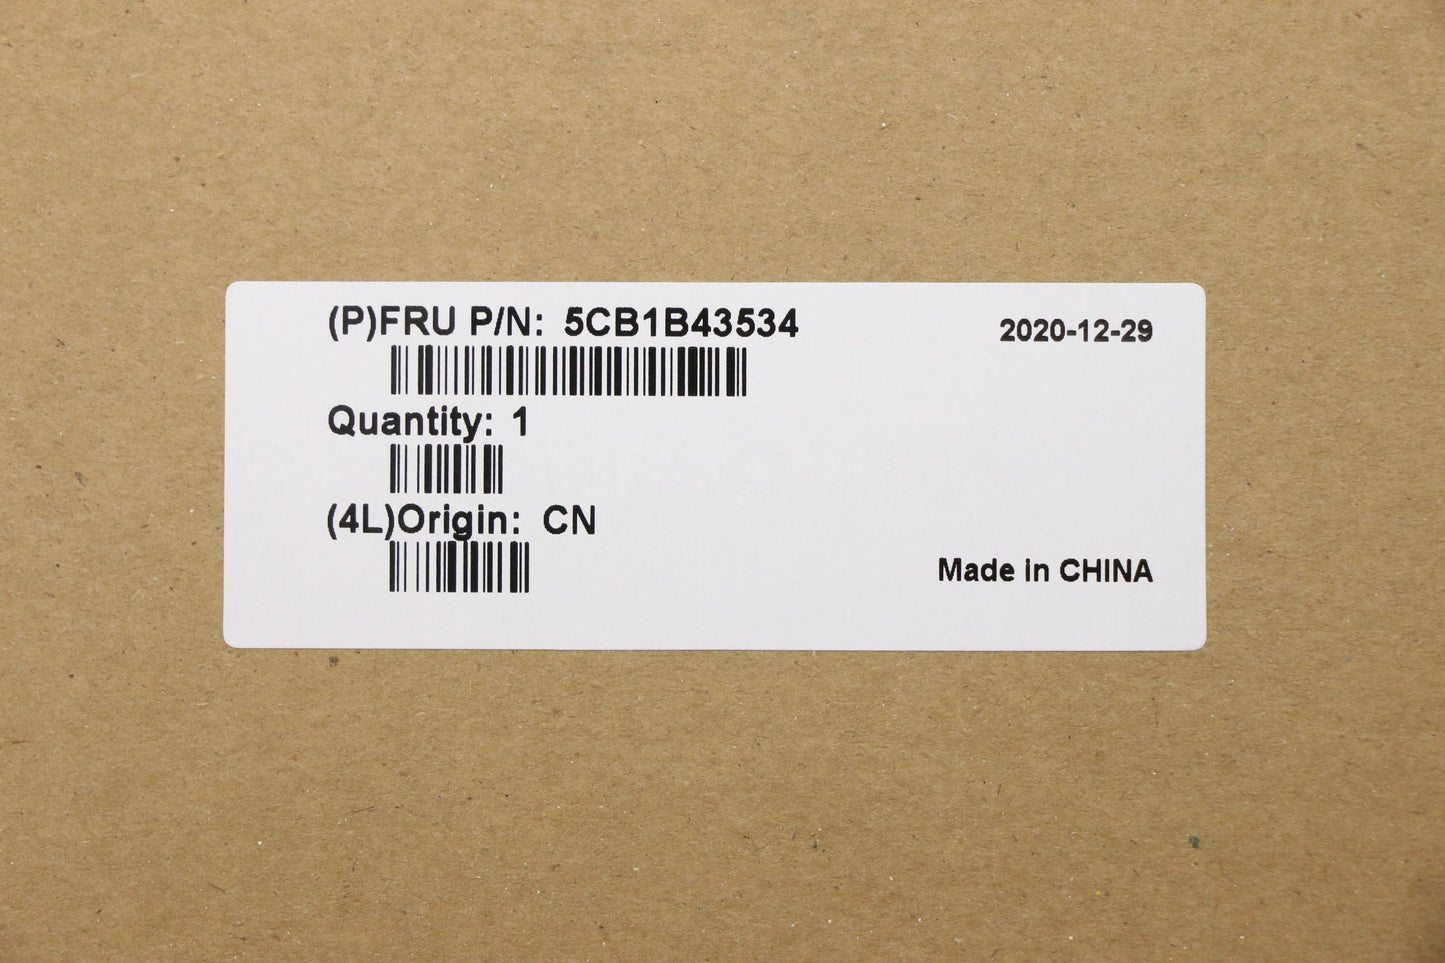 (P)FRU P/N: 5CB1B43534
2020-12-29
Quantity: 1
(4L)Origin: CN
Made in CHINA